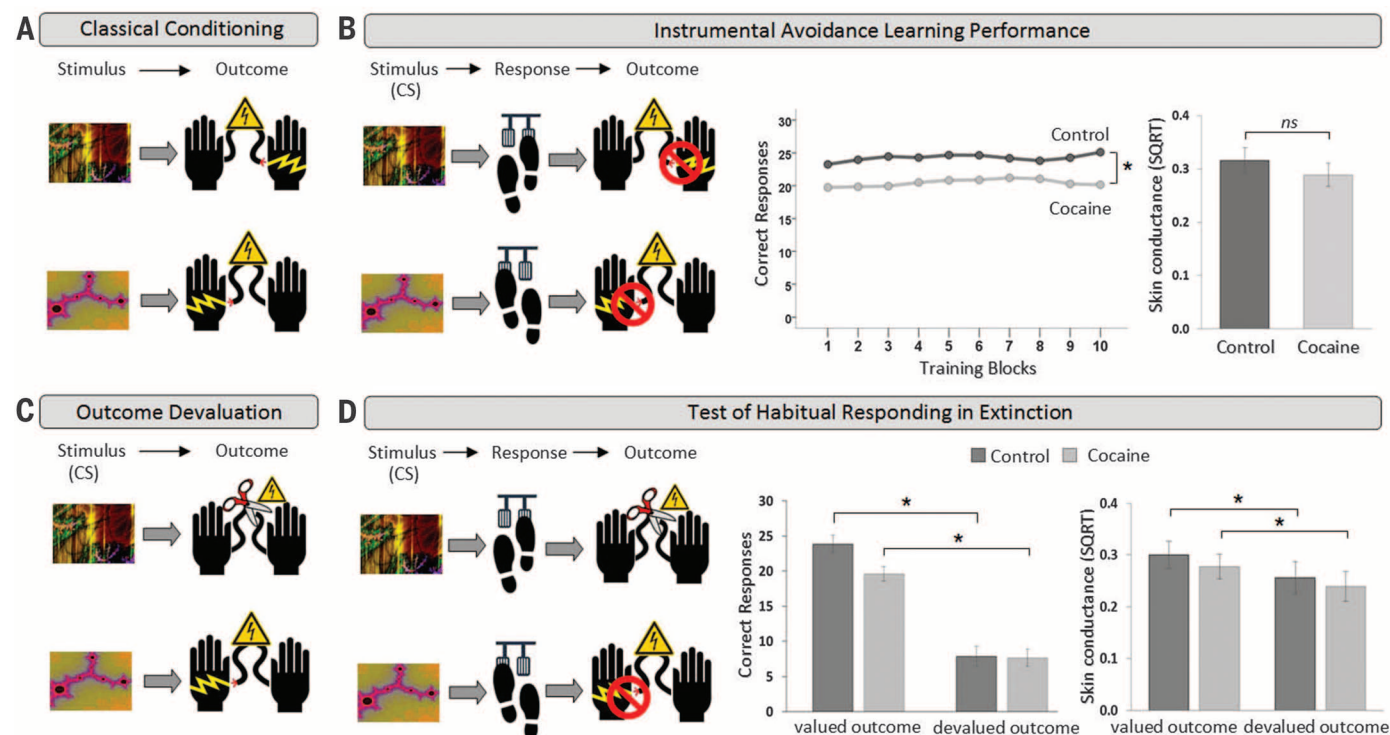 A Classical Conditioning
Stimulus Outcome
B Instrumental Avoidance Learning Performance
Stimulus Response Outcome
(CS)
Correct Responses
30
25
20
15
10
5
0
Control
*
Cocaine
1 2 3 4 5 6 7 8 9 10
Training Blocks
Skin conductance (SQRT)
0.4
0.3
0.1
0.0
ns
Control Cocaine
C Outcome Devaluation
Stimulus Outcome
(CS)
D Test of Habitual Responding in Extinction
Stimulus Response Outcome
(CS)
Control Cocaine
Correct Responses
30
25
20
15
10
5
0
*
*
valued outcome devalued outcome
Skin conductance (SQRT)
0.4
0.3
0.2
0.1
0.0
*
*
valued outcome devalued outcome